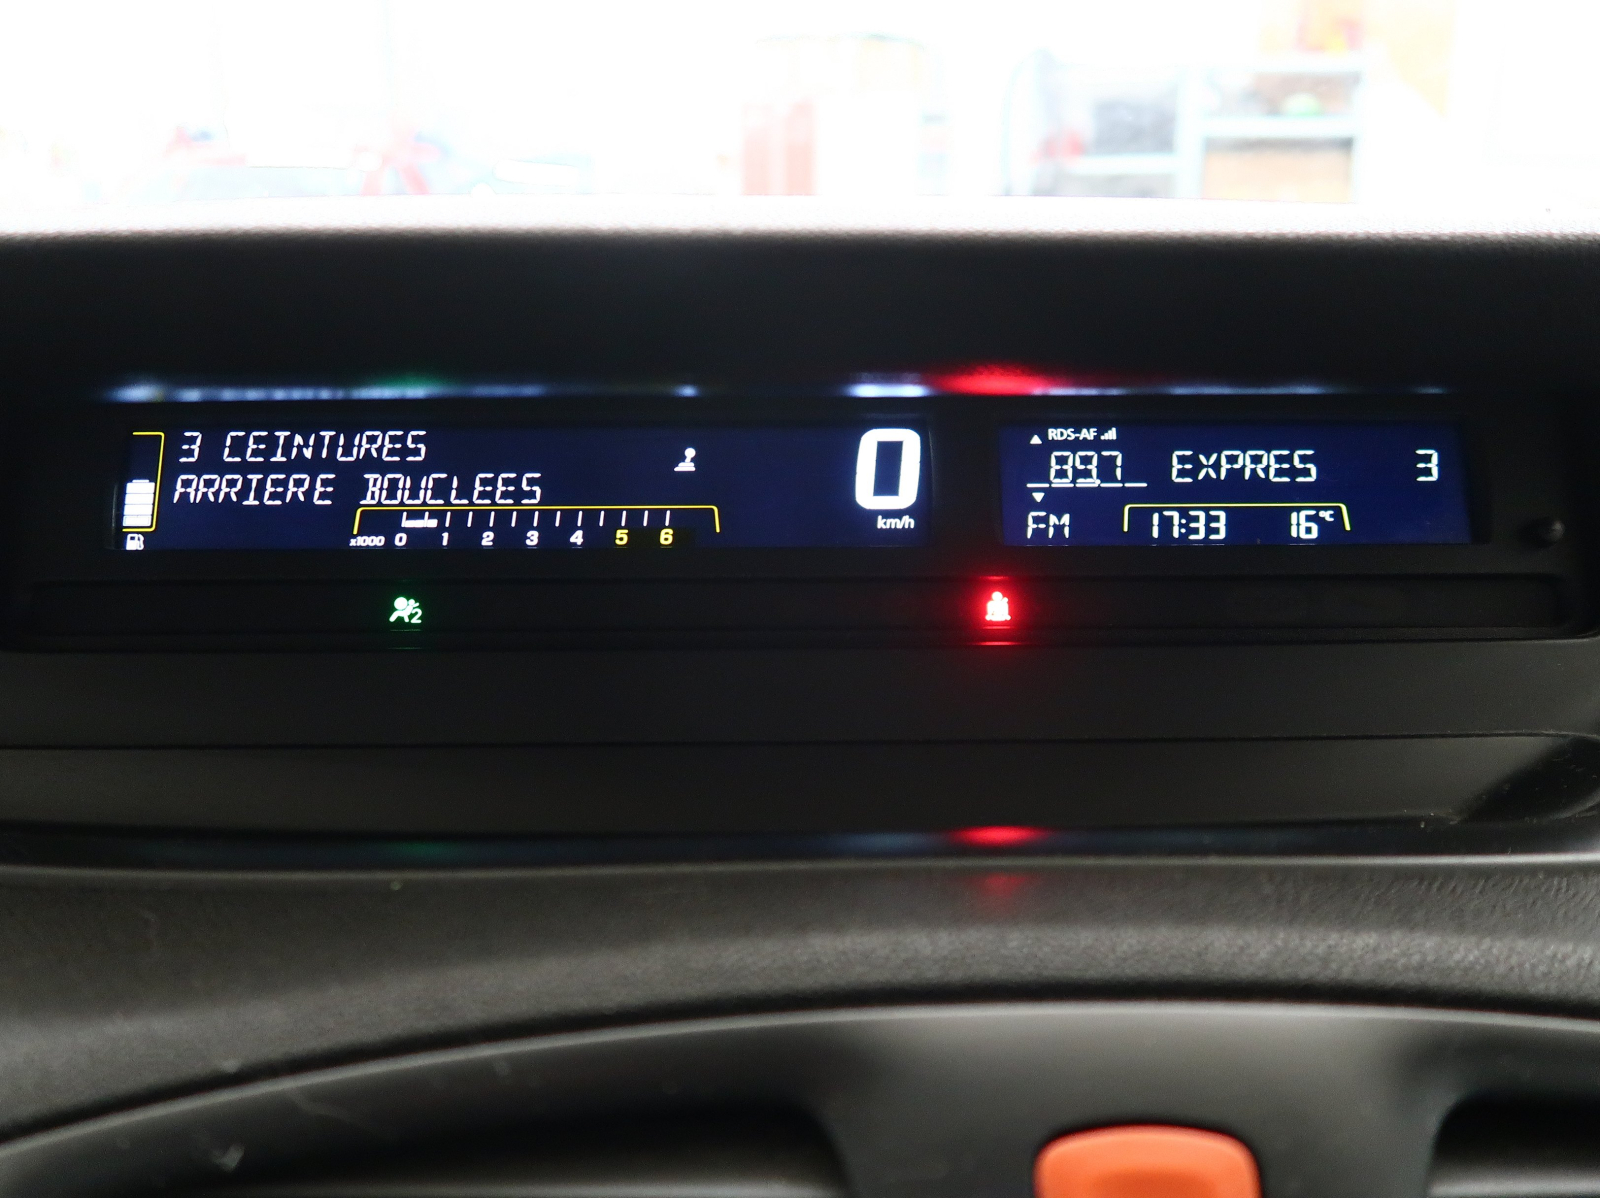 3 CEINTURES
ARRIERE BOUCLEES
x1000 0 1 2 3 4 5 6
0
km/h
RDS-AF
89.7 EXPRES 3
FM 17:33 16°C
2